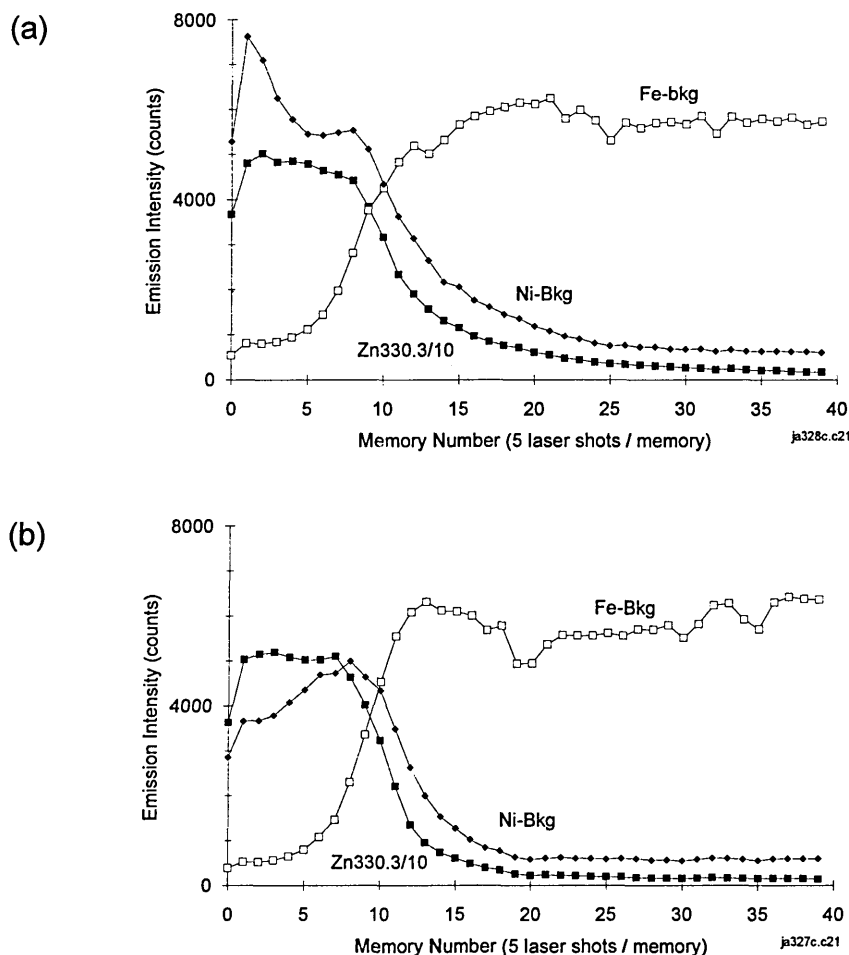 (a)
8000
4000
0
Emission Intensity (counts)
Fe-bkg
Ni-Bkg
Zn330.3/10
0 5 10 15 20 25 30 35 40
Memory Number (5 laser shots / memory)
ja328c.c21
(b)
8000
4000
0
Emission Intensity (counts)
Fe-Bkg
Ni-Bkg
Zn330.3/10
0 5 10 15 20 25 30 35 40
Memory Number (5 laser shots / memory)
ja327c.c21